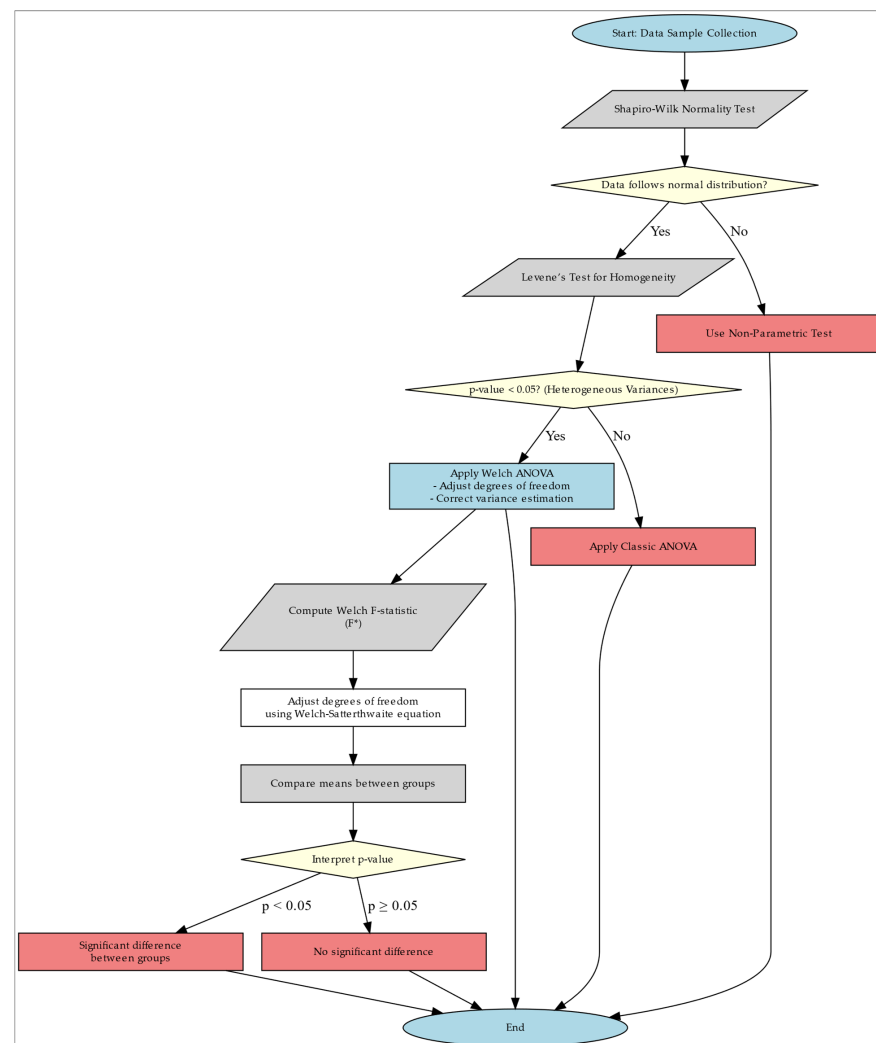 Start: Data Sample Collection
Shapiro-Wilk Normality Test
Data follows normal distribution?
Yes
No
Levene's Test for Homogeneity
Use Non-Parametric Test
p-value < 0.05? (Heterogeneous Variances)
Yes
No
Apply Welch ANOVA
- Adjust degrees of freedom
- Correct variance estimation
Apply Classic ANOVA
Compute Welch F-statistic
(F*)
Adjust degrees of freedom
using Welch-Satterthwaite equation
Compare means between groups
Interpret p-value
p < 0.05
p ≥ 0.05
Significant difference
between groups
No significant difference
End